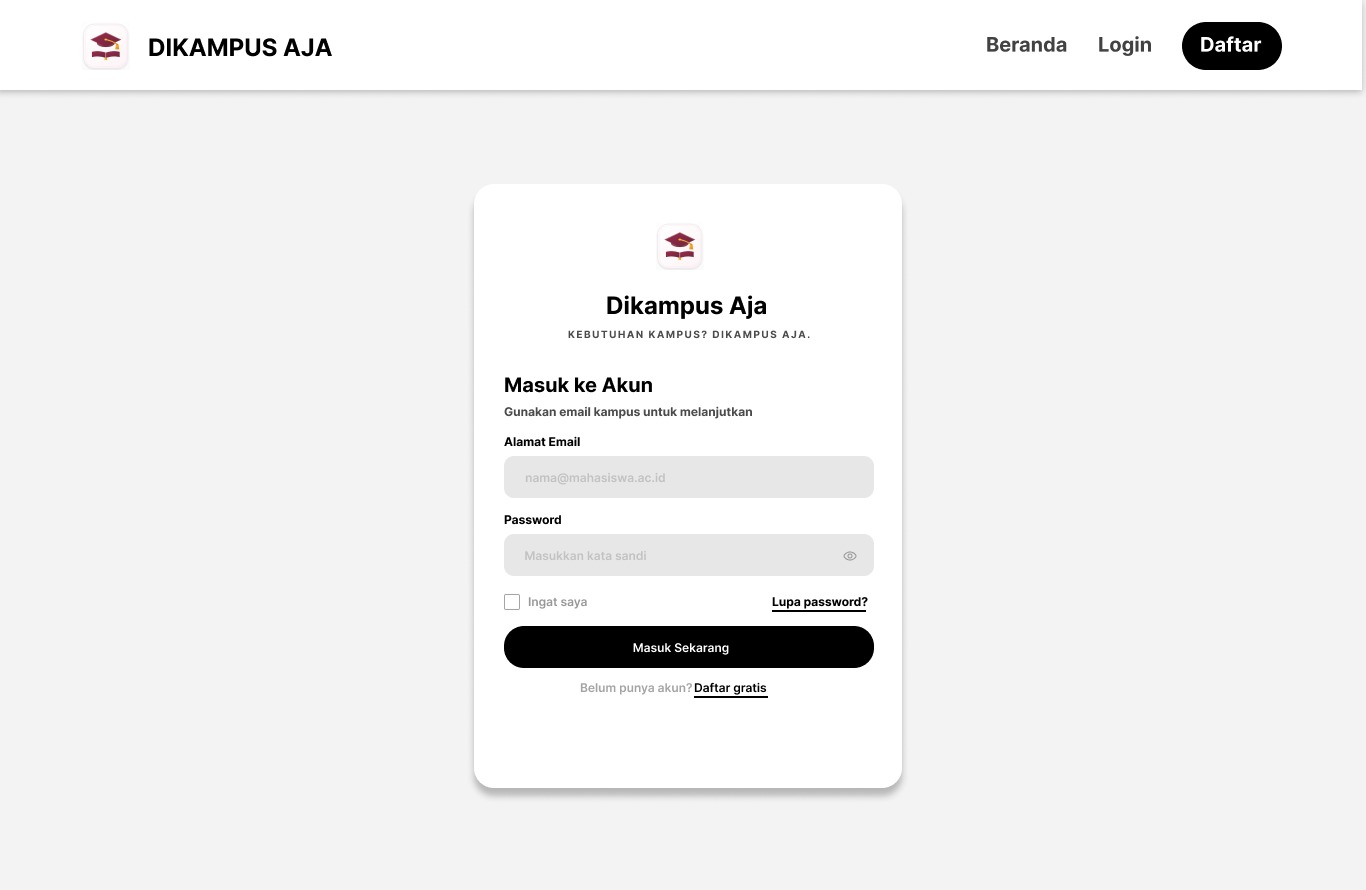 DIKAMPUS AJA
Beranda
Login
Daftar
Dikampus Aja
KEBUTUHAN KAMPUS? DIKAMPUS AJA.
Masuk ke Akun
Gunakan email kampus untuk melanjutkan
Alamat Email
nama@mahasiswa.ac.id
Password
Masukkan kata sandi
Ingat saya
Lupa password?
Masuk Sekarang
Belum punya akun? Daftar gratis